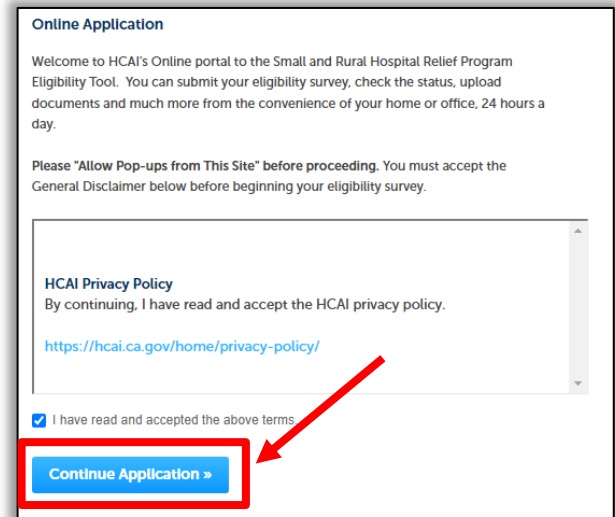 Online Application
Welcome to HCAI's Online portal to the Small and Rural Hospital Relief Program
Eligibility Tool. You can submit your eligibility survey, check the status, upload
documents and much more from the convenience of your home or office, 24 hours a
day.
Please "Allow Pop-ups from This Site" before proceeding. You must accept the
General Disclaimer below before beginning your eligibility survey.
HCAI Privacy Policy
By continuing, I have read and accept the HCAI privacy policy.
https://hcai.ca.gov/home/privacy-policy/
I have read and accepted the above terms.
Continue Application »